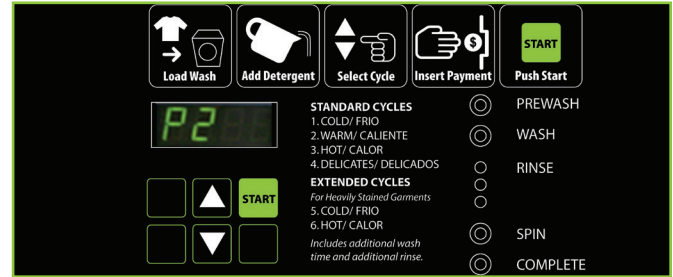 START
Load Wash
Add Detergent
Select Cycle
Insert Payment
Push Start
$
P2
STANDARD CYCLES
1.COLD/ FRIO
2.WARM/ CALIENTE
3.HOT/ CALOR
4.DELICATES/ DELICADOS
EXTENDED CYCLES
For Heavily Stained Garments
5.COLD/ FRIO
6.HOT/ CALOR
Includes additional wash
time and additional rinse.
START
PREWASH
WASH
RINSE
SPIN
COMPLETE